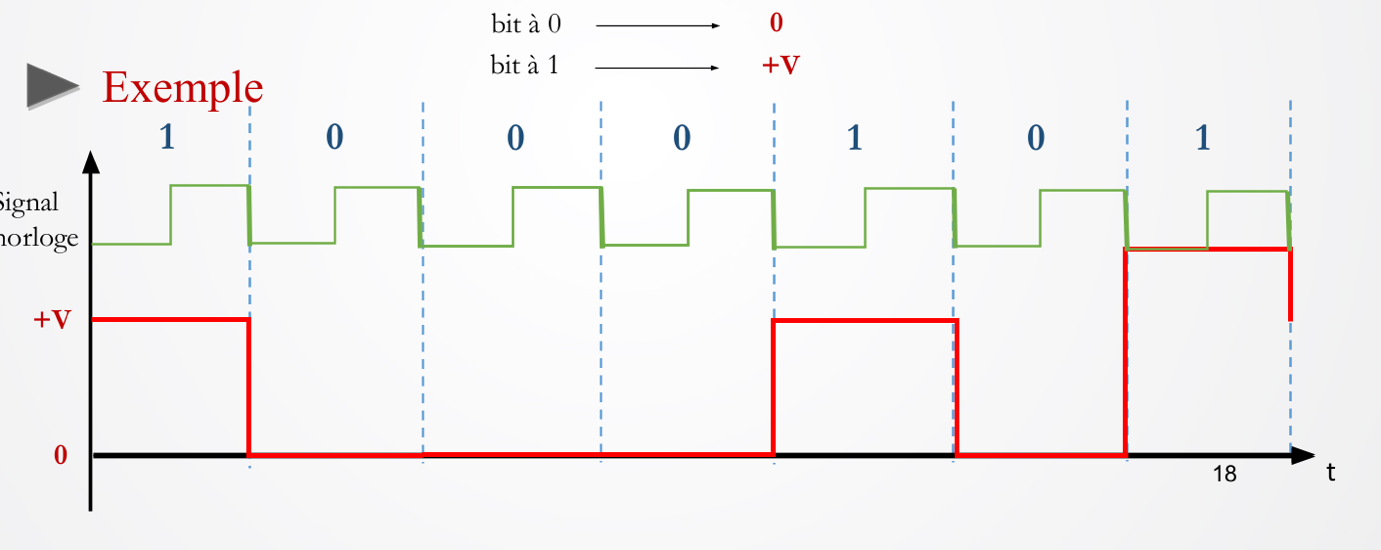 bit à 0 0
bit à 1 +V
Exemple
1 0 0 0 1 0 1
Signal
horloge
+V
0
18
t